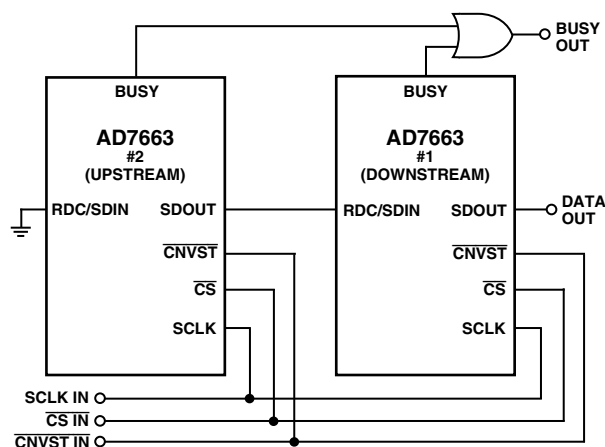 BUSY
OUT
BUSY
AD7663
#2
(UPSTREAM)
RDC/SDIN
SDOUT
CNVST
CS
SCLK
BUSY
AD7663
#1
(DOWNSTREAM)
RDC/SDIN
SDOUT
CNVST
CS
SCLK
DATA
OUT
SCLK IN
CS IN
CNVST IN